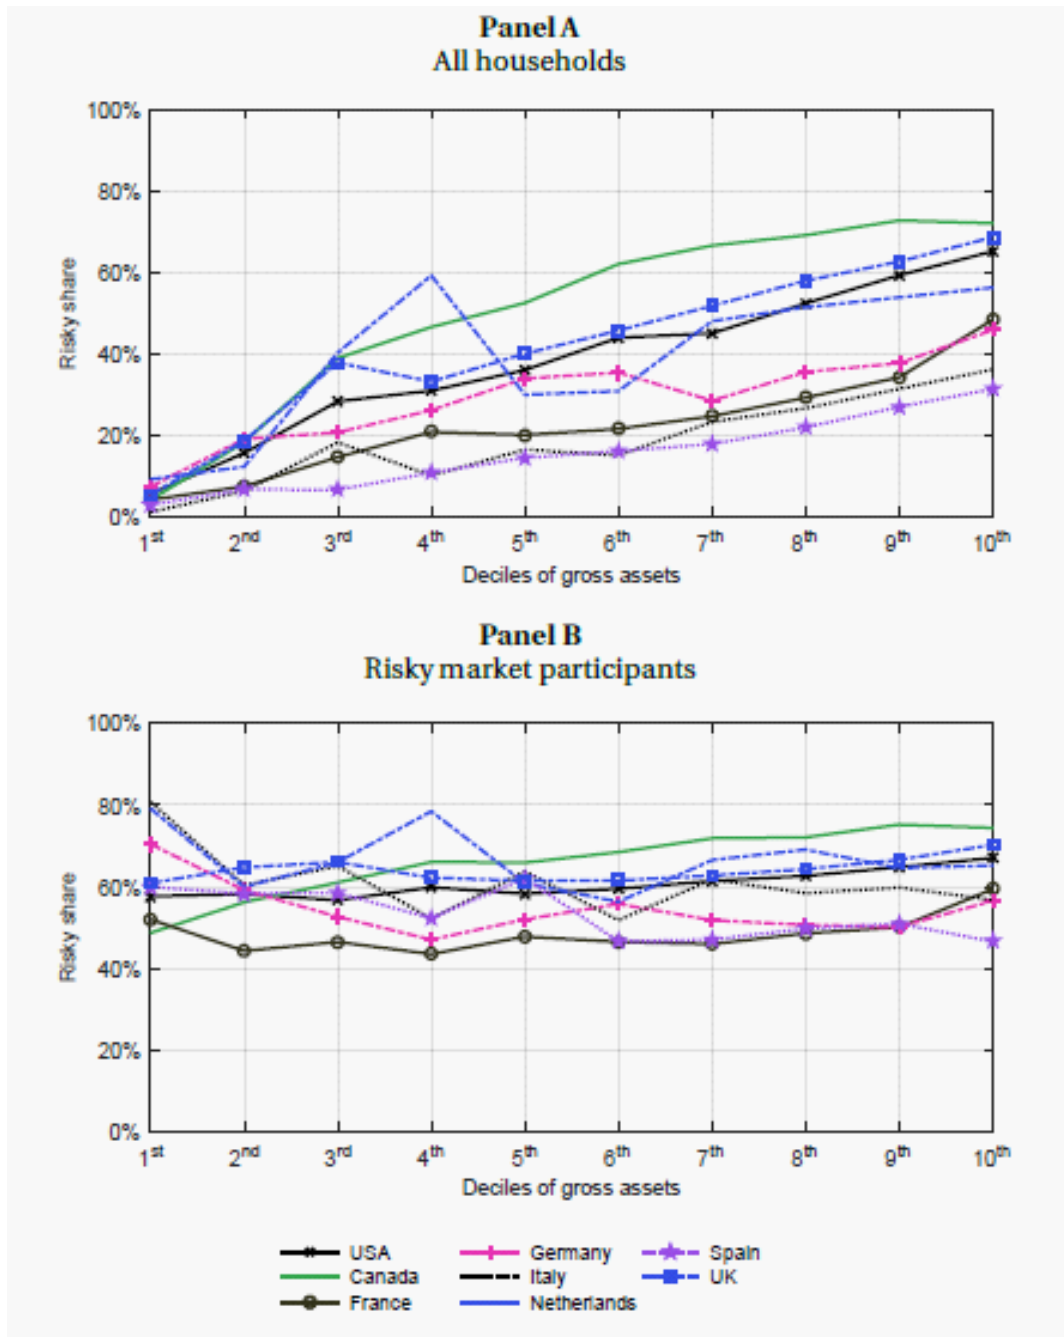 Panel A
All households
100%
80%
60%
40%
20%
0%
Risky share
1st 2nd 3rd 4th 5th 6th 7th 8th 9th 10th
Deciles of gross assets
Panel B
Risky market participants
100%
80%
60%
40%
20%
0%
Risky share
1st 2nd 3rd 4th 5th 6th 7th 8th 9th 10th
Deciles of gross assets
USA Germany Spain
Canada Italy UK
France Netherlands